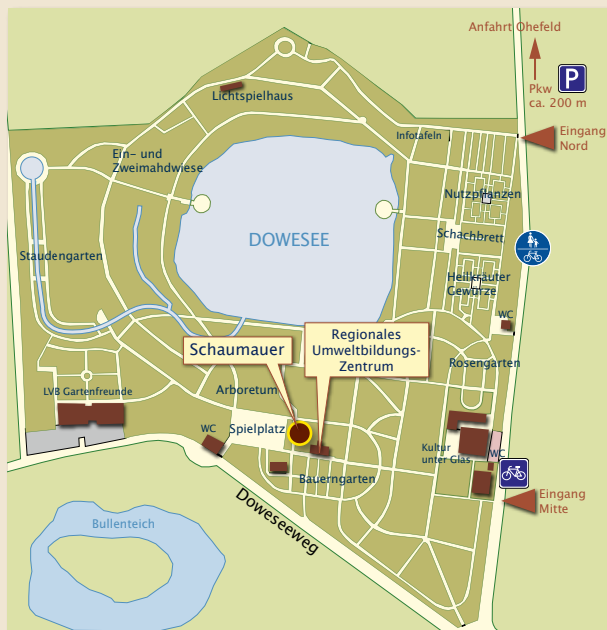 Anfahrt Ohefeld
P
Pkw
ca. 200 m
Lichtspielhaus
Infotafeln
Eingang
Nord
Ein- und
Zweimahdwiese
Nutzpflanzen
DOWESEE
Schachbrett
Staudengarten
Heilkräuter
Gewürze
WC
Schaumauer
Regionales
Umweltbildungs-
Zentrum
Rosengarten
LVB Gartenfreunde
Arboretum
WC
Spielplatz
Kultur
unter Glas
WC
Bauerngarten
Eingang
Mitte
Doweseeweg
Bullenteich